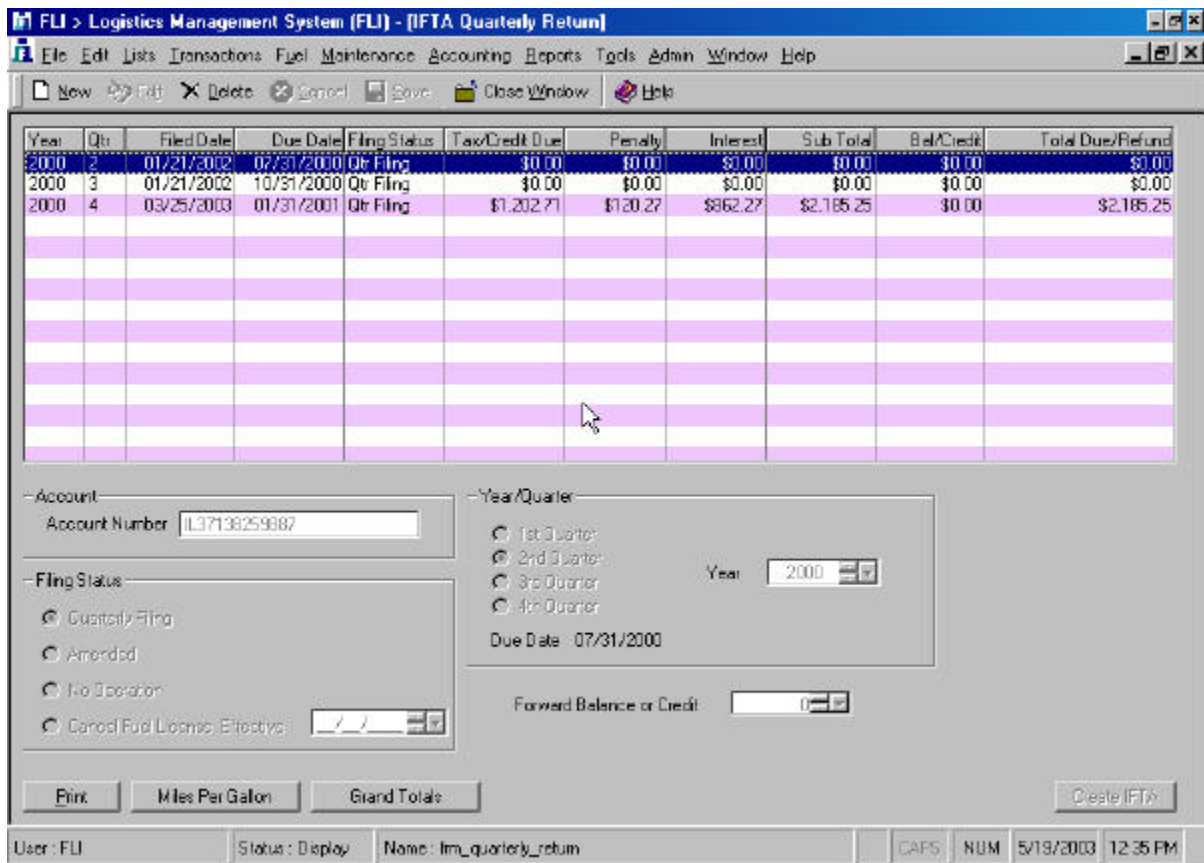 FLI > Logistics Management System (FLI) - [IFTA Quarterly Return]
File Edit Lists Transactions Fuel Maintenance Accounting Reports Tools Admin Window Help
New Edit Delete Cancel Save Close Window Help
Year Qtr Filed Date Due Date Filing Status Tax/Credit Due Penalty Interest Sub Total Bal/Credit Total Due/Refund
2000 2 01/21/2002 07/31/2000 Qtr Filing $0.00 $0.00 $0.00 $0.00 $0.00 $0.00
2000 3 01/21/2002 10/31/2000 Qtr Filing $0.00 $0.00 $0.00 $0.00 $0.00 $0.00
2000 4 03/25/2003 01/31/2001 Qtr Filing $1,202.71 $120.27 $862.27 $2,185.25 $0.00 $2,185.25
Account
Account Number IL37138259887
Year/Quarter
1st Quarter
2nd Quarter
3rd Quarter
4th Quarter
Year 2000
Due Date 07/31/2000
Filing Status
Quarterly Filing
Amended
No Operation
Cancel Fuel License, Effective __/__/____
Forward Balance or Credit 0
Print Miles Per Gallon Grand Totals Create IFTA
User : FLI Status : Display Name : frm_quarterly_return CAPS NUM 5/19/2003 12:35 PM